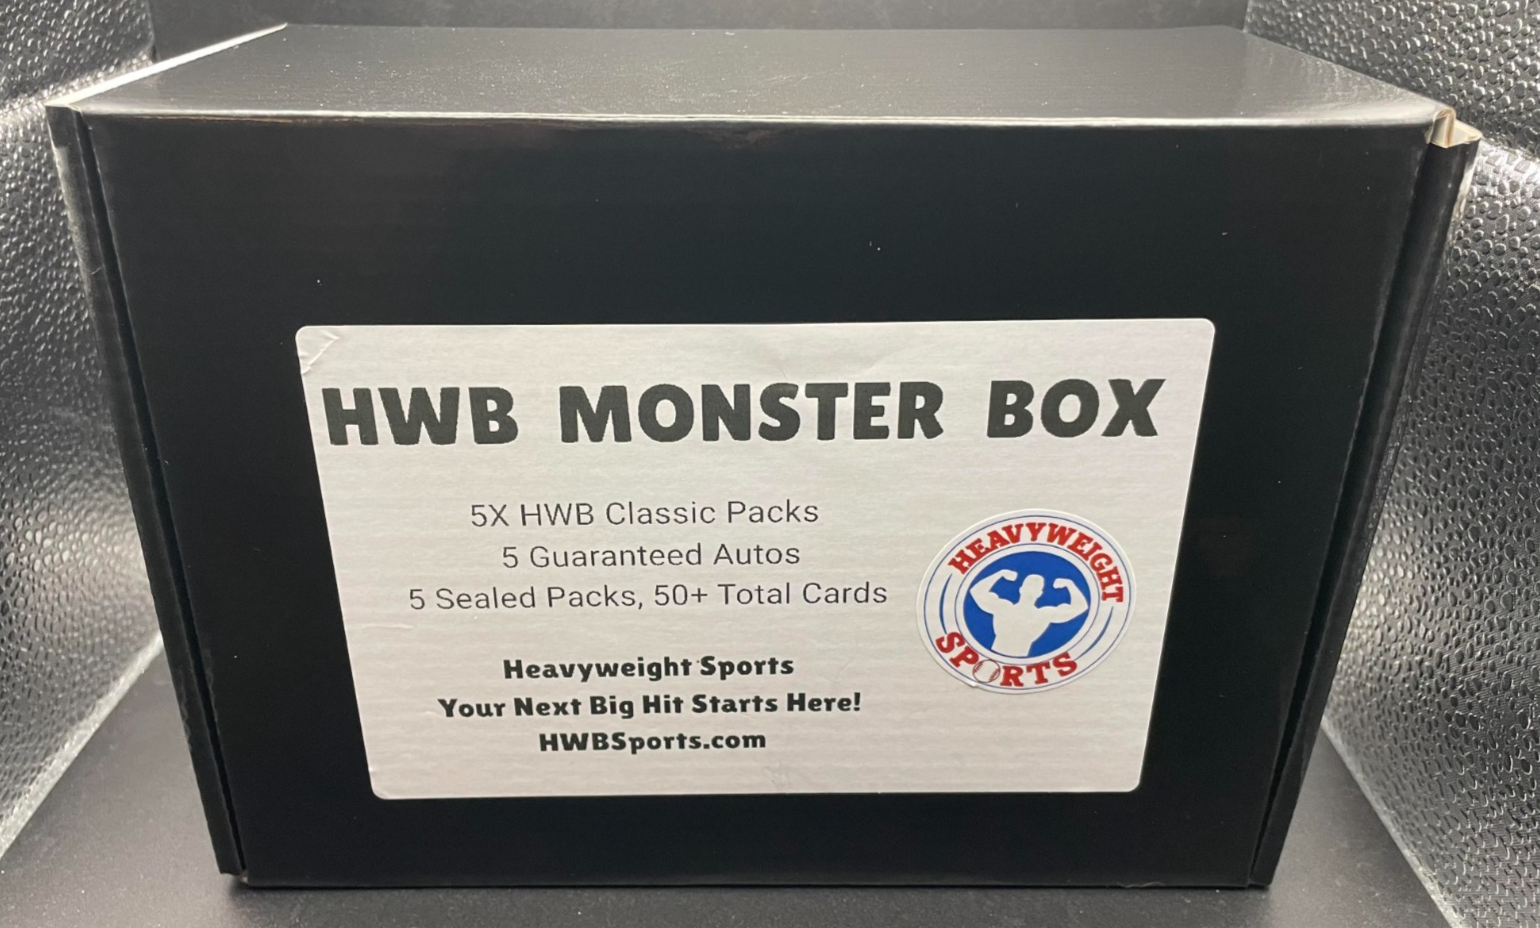 HWB MONSTER BOX
5X HWB Classic Packs
5 Guaranteed Autos
5 Sealed Packs, 50+ Total Cards
Heavyweight Sports
Your Next Big Hit Starts Here!
HWBSports.com
HEAVYWEIGHT
SPORTS